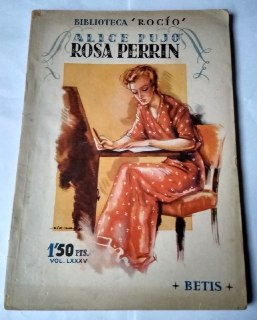 BIBLIOTECA 'ROCÍO'
ALICE PUJO
ROSA PERRIN
1'50 PTS.
VOL. LXXXV
+ BETIS +